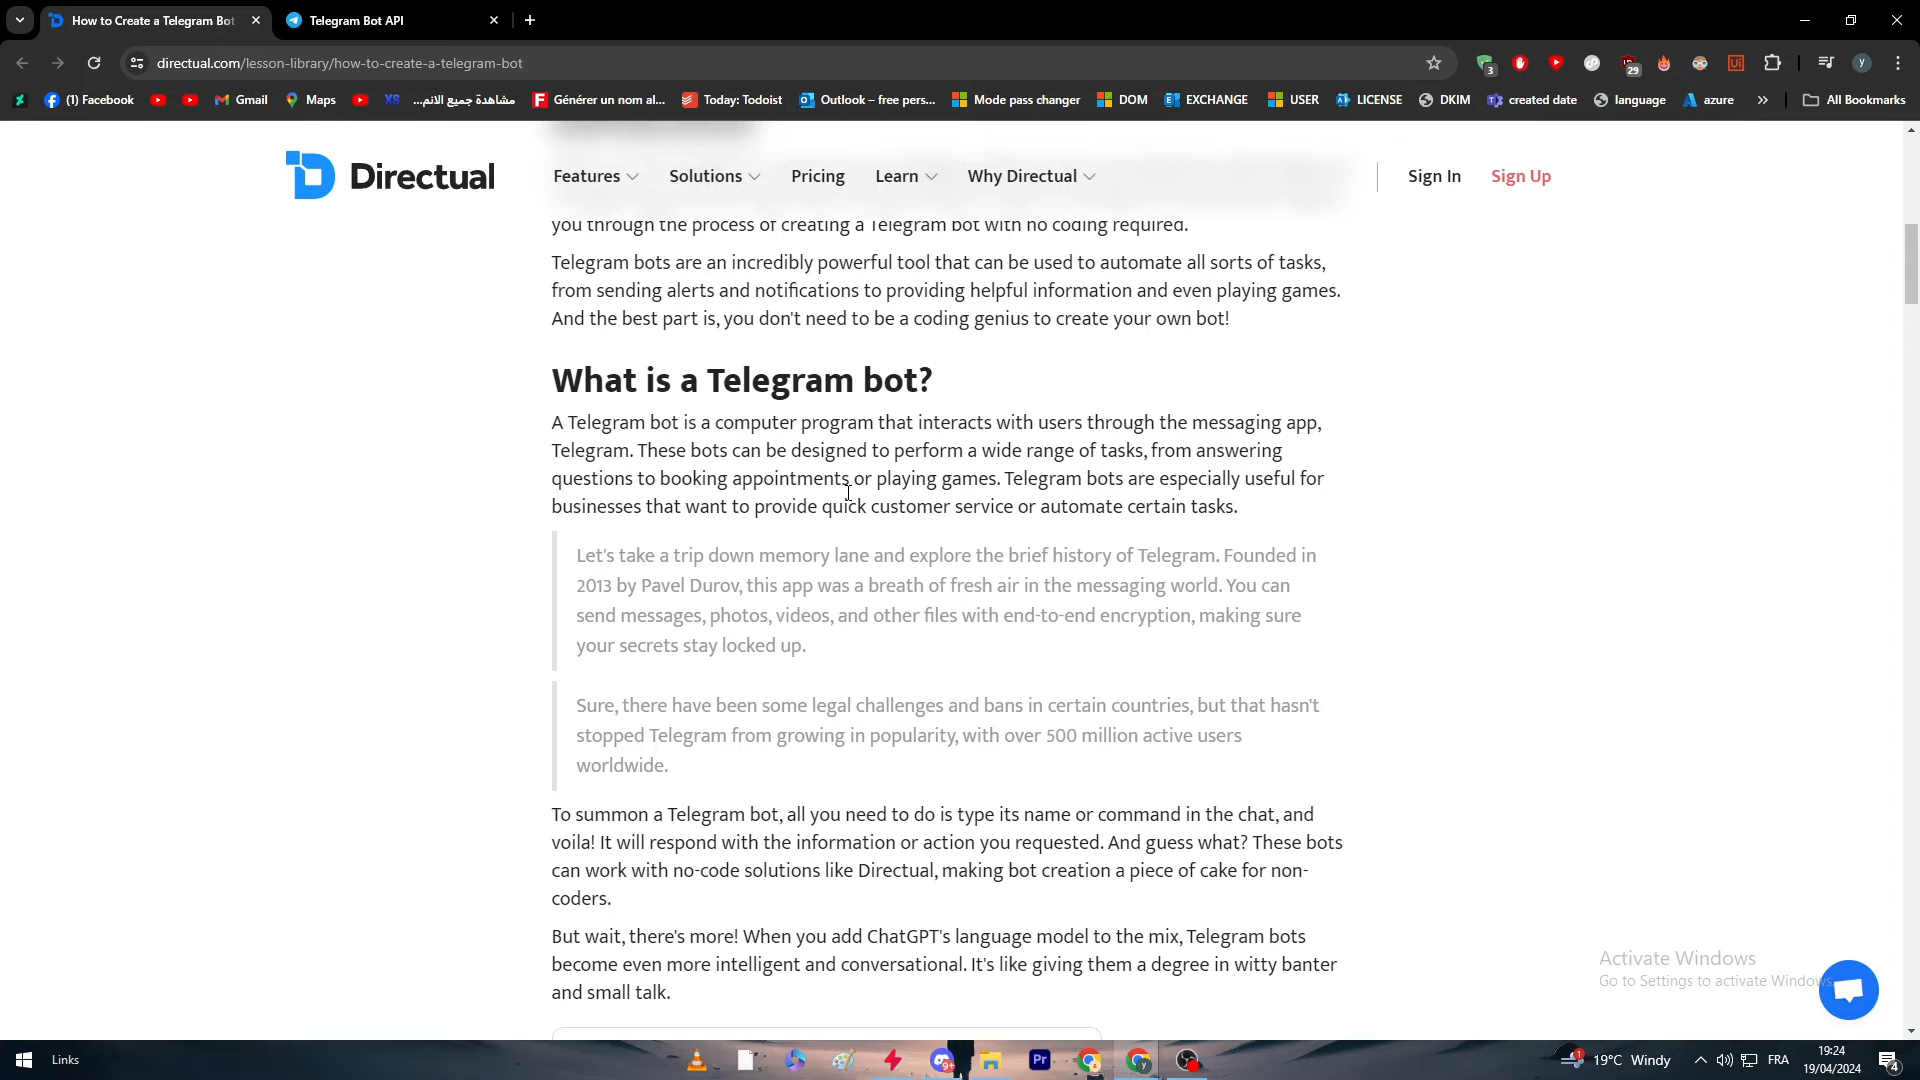 How to Create a Telegram Bot
Telegram Bot API
directual.com/lesson-library/how-to-create-a-telegram-bot
3
29
y
(1) Facebook
Gmail
Maps
مشاهدة جميع الانم...
Générer un nom al...
Today: Todoist
Outlook – free pers...
Mode pass changer
DOM
EXCHANGE
USER
LICENSE
DKIM
created date
language
azure
All Bookmarks
Directual
Features
Solutions
Pricing
Learn
Why Directual
Sign In
Sign Up
you through the process of creating a Telegram bot with no coding required.
Telegram bots are an incredibly powerful tool that can be used to automate all sorts of tasks,
from sending alerts and notifications to providing helpful information and even playing games.
And the best part is, you don't need to be a coding genius to create your own bot!
What is a Telegram bot?
A Telegram bot is a computer program that interacts with users through the messaging app,
Telegram. These bots can be designed to perform a wide range of tasks, from answering
questions to booking appointments or playing games. Telegram bots are especially useful for
businesses that want to provide quick customer service or automate certain tasks.
Let's take a trip down memory lane and explore the brief history of Telegram. Founded in
2013 by Pavel Durov, this app was a breath of fresh air in the messaging world. You can
send messages, photos, videos, and other files with end-to-end encryption, making sure
your secrets stay locked up.
Sure, there have been some legal challenges and bans in certain countries, but that hasn't
stopped Telegram from growing in popularity, with over 500 million active users
worldwide.
To summon a Telegram bot, all you need to do is type its name or command in the chat, and
voila! It will respond with the information or action you requested. And guess what? These bots
can work with no-code solutions like Directual, making bot creation a piece of cake for non-
coders.
But wait, there's more! When you add ChatGPT's language model to the mix, Telegram bots
become even more intelligent and conversational. It's like giving them a degree in witty banter
and small talk.
Activate Windows
Go to Settings to activate Windows.
Links
Pr
19°C Windy
FRA
19:24
19/04/2024
4